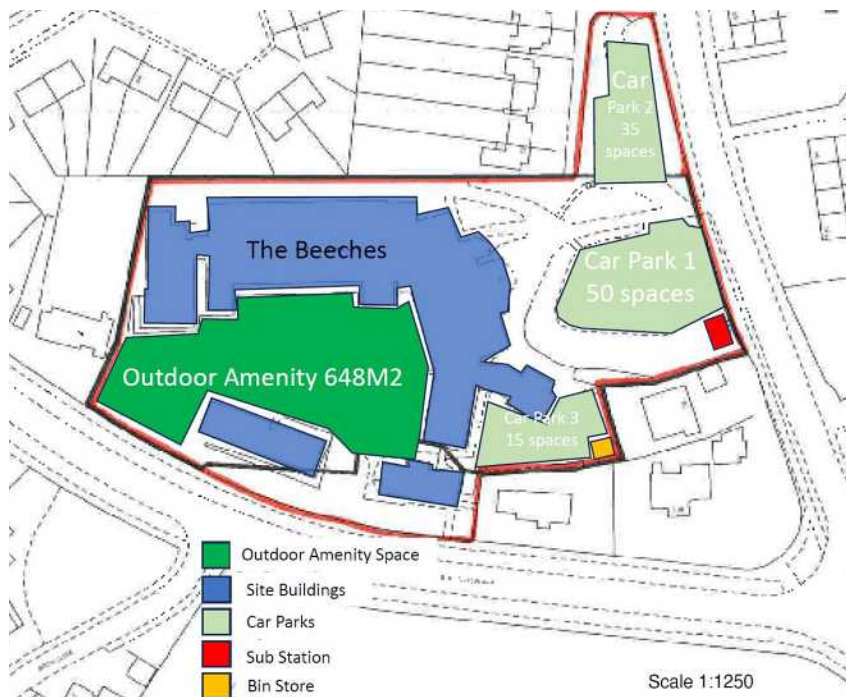 Car
Park 2
35
spaces
The Beeches
Car Park 1
50 spaces
Outdoor Amenity 648M2
Car Park 3
15 spaces
Outdoor Amenity Space
Site Buildings
Car Parks
Sub Station
Bin Store
Scale 1:1250